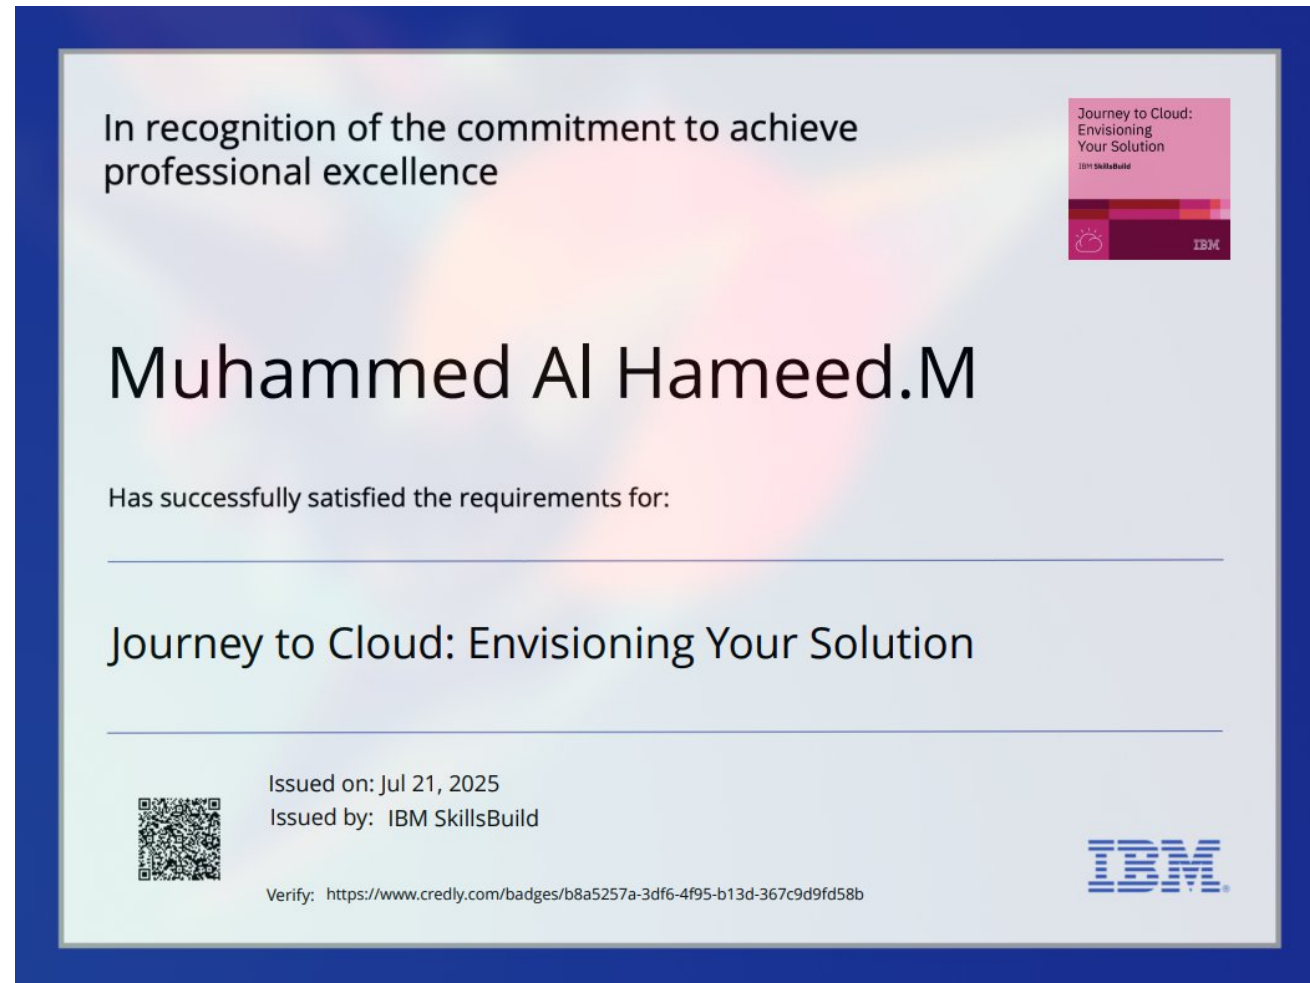 In recognition of the commitment to achieve
professional excellence
Journey to Cloud:
Envisioning
Your Solution
IBM SkillsBuild
IBM
Muhammed Al Hameed.M
Has successfully satisfied the requirements for:
Journey to Cloud: Envisioning Your Solution
Issued on: Jul 21, 2025
Issued by: IBM SkillsBuild
Verify: https://www.credly.com/badges/b8a5257a-3df6-4f95-b13d-367c9d9fd58b
IBM®